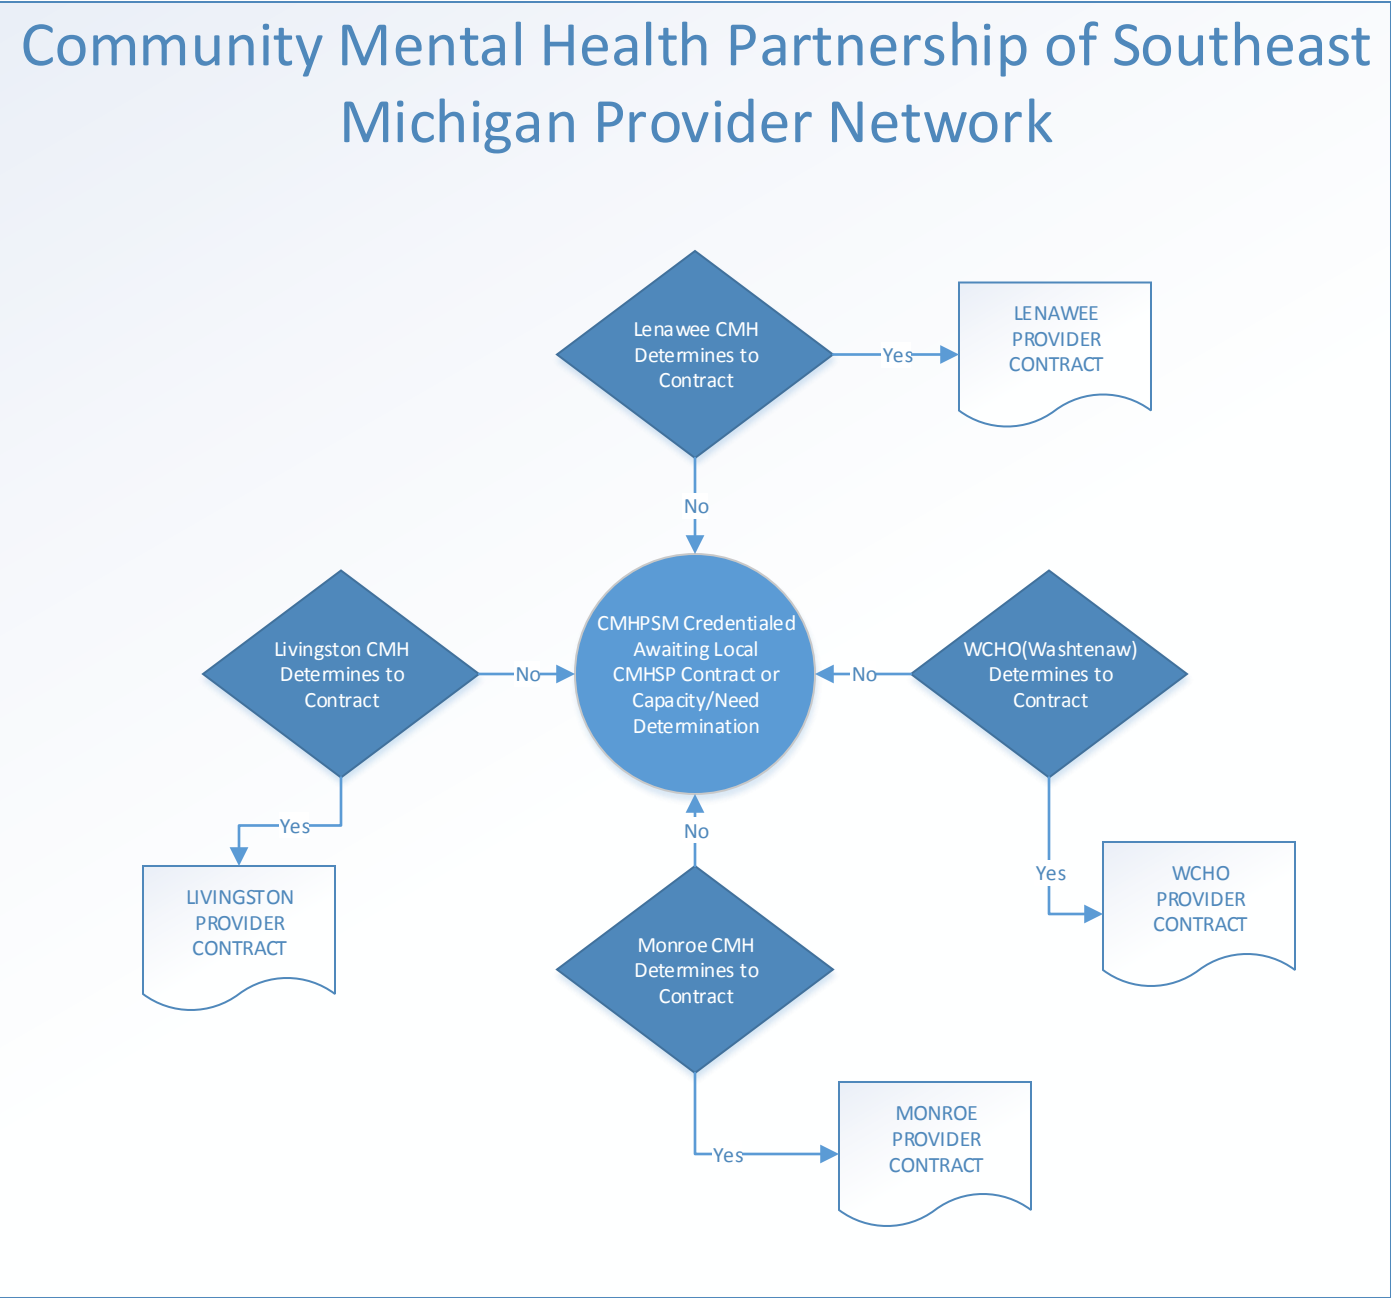 Community Mental Health Partnership of Southeast
Michigan Provider Network
Lenawee CMH
Determines to
Contract
Yes
LENAWEE
PROVIDER
CONTRACT
No
Livingston CMH
Determines to
Contract
No
CMHPSM Credentialed
Awaiting Local
CMHSP Contract or
Capacity/Need
Determination
No
WCHO(Washtenaw)
Determines to
Contract
Yes
LIVINGSTON
PROVIDER
CONTRACT
No
Yes
WCHO
PROVIDER
CONTRACT
Monroe CMH
Determines to
Contract
Yes
MONROE
PROVIDER
CONTRACT